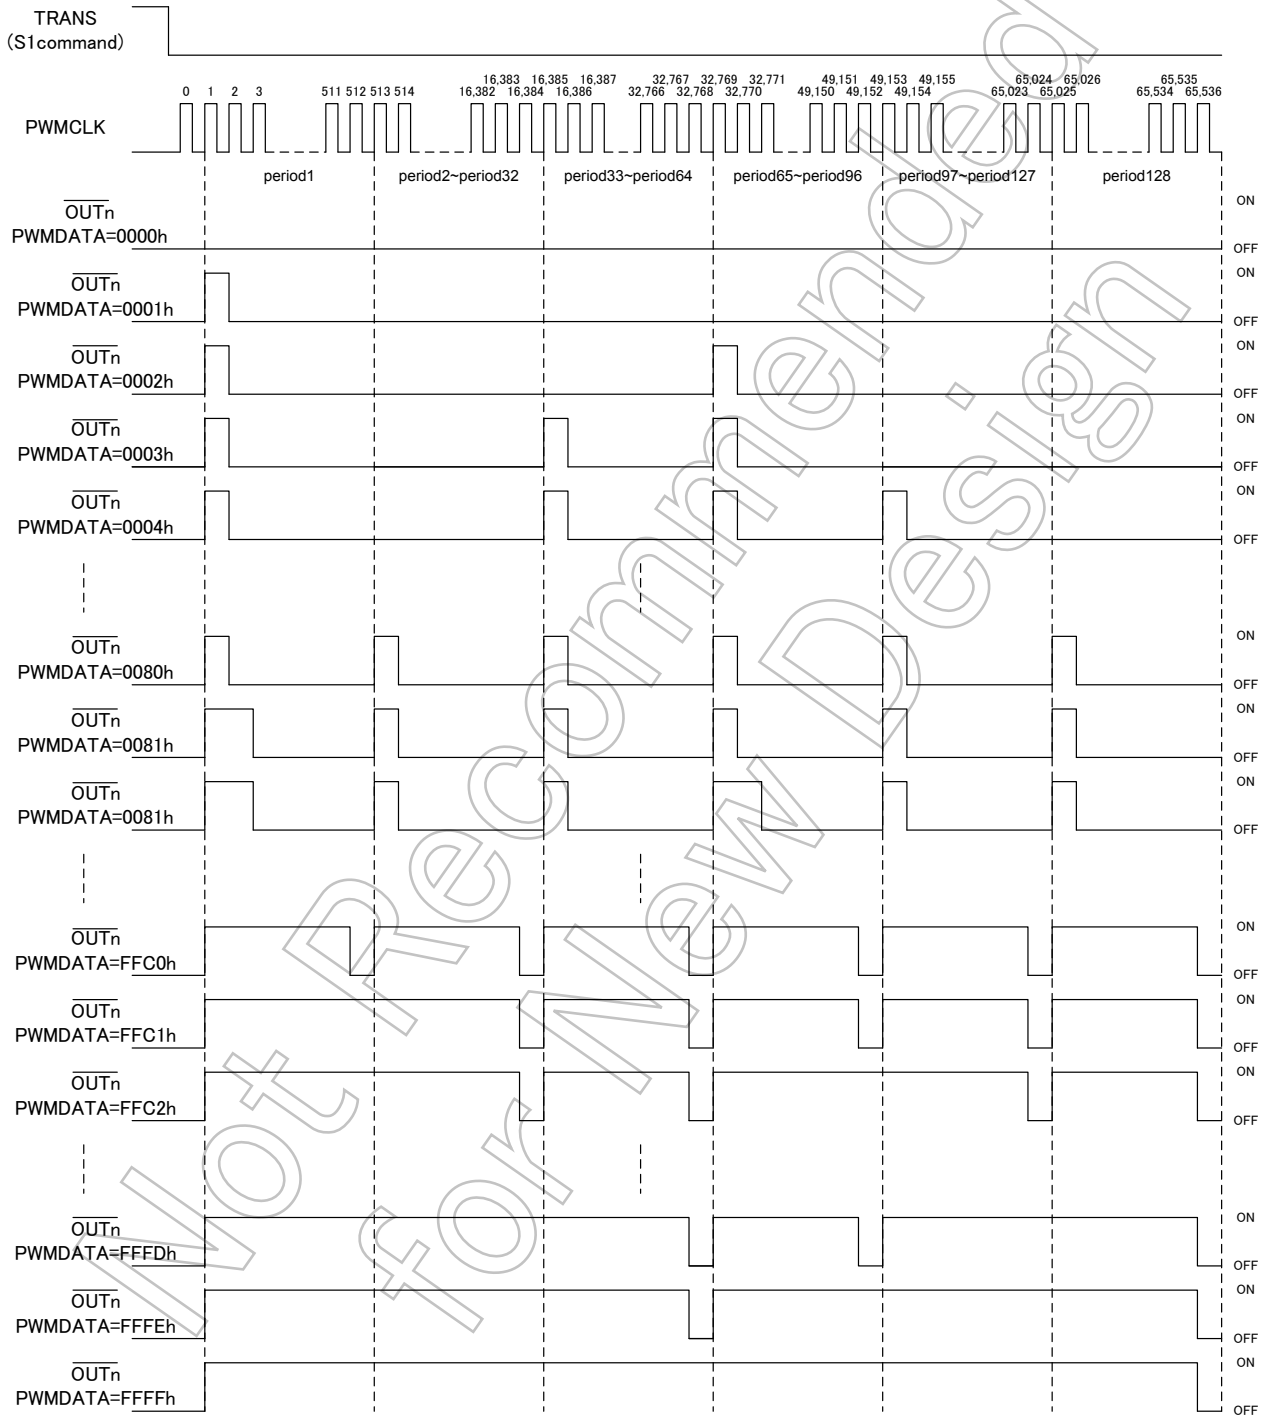 TRANS
(S1command)
16,383 16,385 16,387 32,767 32,769 32,771 49,151 49,153 49,155 65,024 65,026 65,535
0 1 2 3 511 512 513 514 16,382 16,384 16,386 32,766 32,768 32,770 49,150 49,152 49,154 65,023 65,025 65,534 65,536
PWMCLK
period1 period2~period32 period33~period64 period65~period96 period97~period127 period128
OUTn ON
PWMDATA=0000h OFF
OUTn ON
PWMDATA=0001h OFF
OUTn ON
PWMDATA=0002h OFF
OUTn ON
PWMDATA=0003h OFF
OUTn ON
PWMDATA=0004h OFF
OUTn ON
PWMDATA=0080h OFF
OUTn ON
PWMDATA=0081h OFF
OUTn ON
PWMDATA=0081h OFF
OUTn ON
PWMDATA=FFC0h OFF
OUTn ON
PWMDATA=FFC1h OFF
OUTn ON
PWMDATA=FFC2h OFF
OUTn ON
PWMDATA=FFFDh OFF
OUTn ON
PWMDATA=FFFEh OFF
OUTn ON
PWMDATA=FFFFh OFF
Not Recommended
for New Design